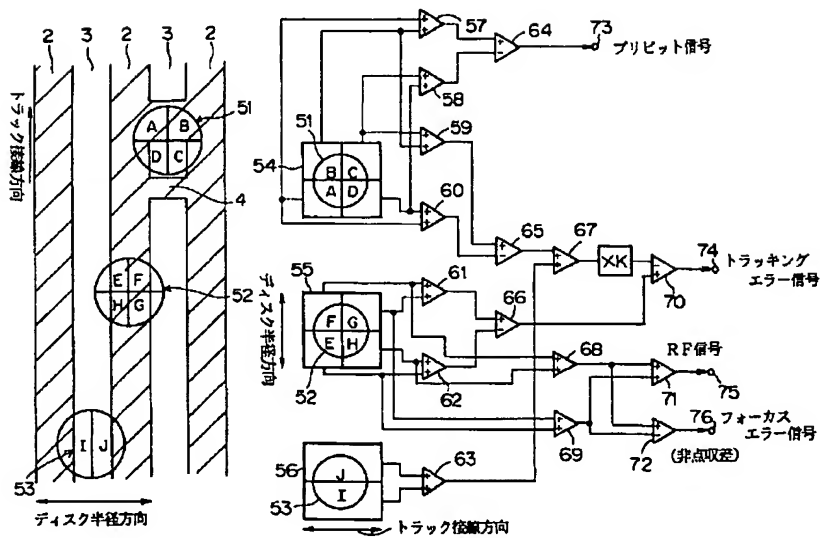 2 3 2 3 2
トラック接線方向
A B
D C
51
4
E F
H G
52
I J
53
ディスク半径方向
57
58
59
60
64
73
プリピット信号
54
51
B C
A D
65
67
XK
70
74
トラッキング
エラー信号
55
ディスク半径方向
F G
E H
52
61
62
66
68
69
RF信号
71
75
72
76
フォーカス
エラー信号
(非点収差)
56
J
I
53
63
トラック接線方向